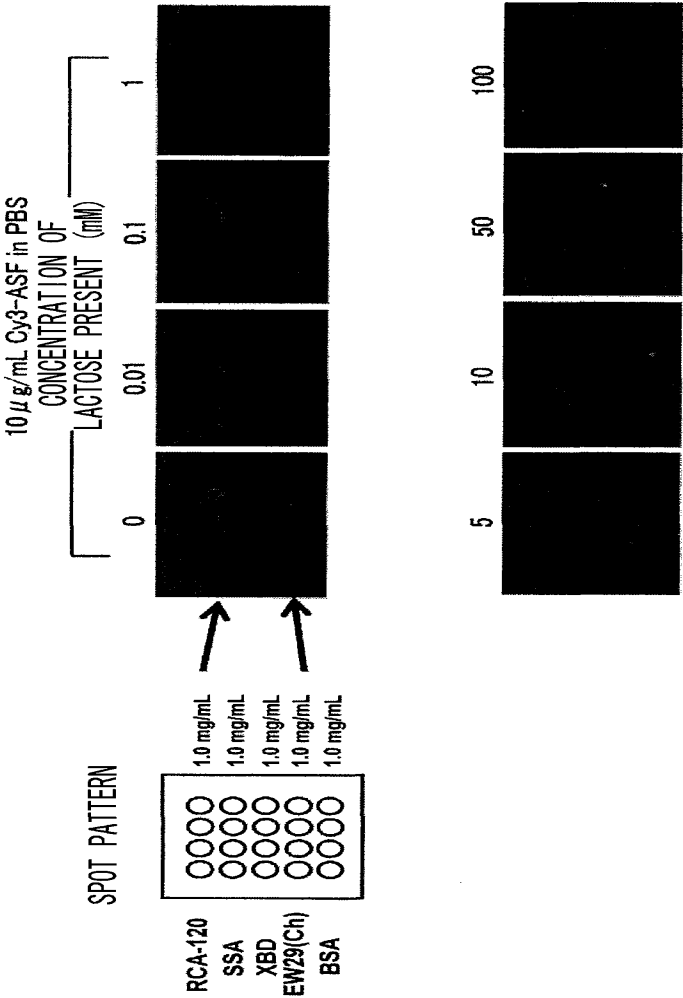 10μg/mL Cy3-ASF in PBS
CONCENTRATION OF
LACTOSE PRESENT (mM)
0 0.01 0.1 1
SPOT PATTERN
RCA-120 1.0 mg/mL
SSA 1.0 mg/mL
XBD 1.0 mg/mL
EW29(Ch) 1.0 mg/mL
BSA 1.0 mg/mL
5 10 50 100